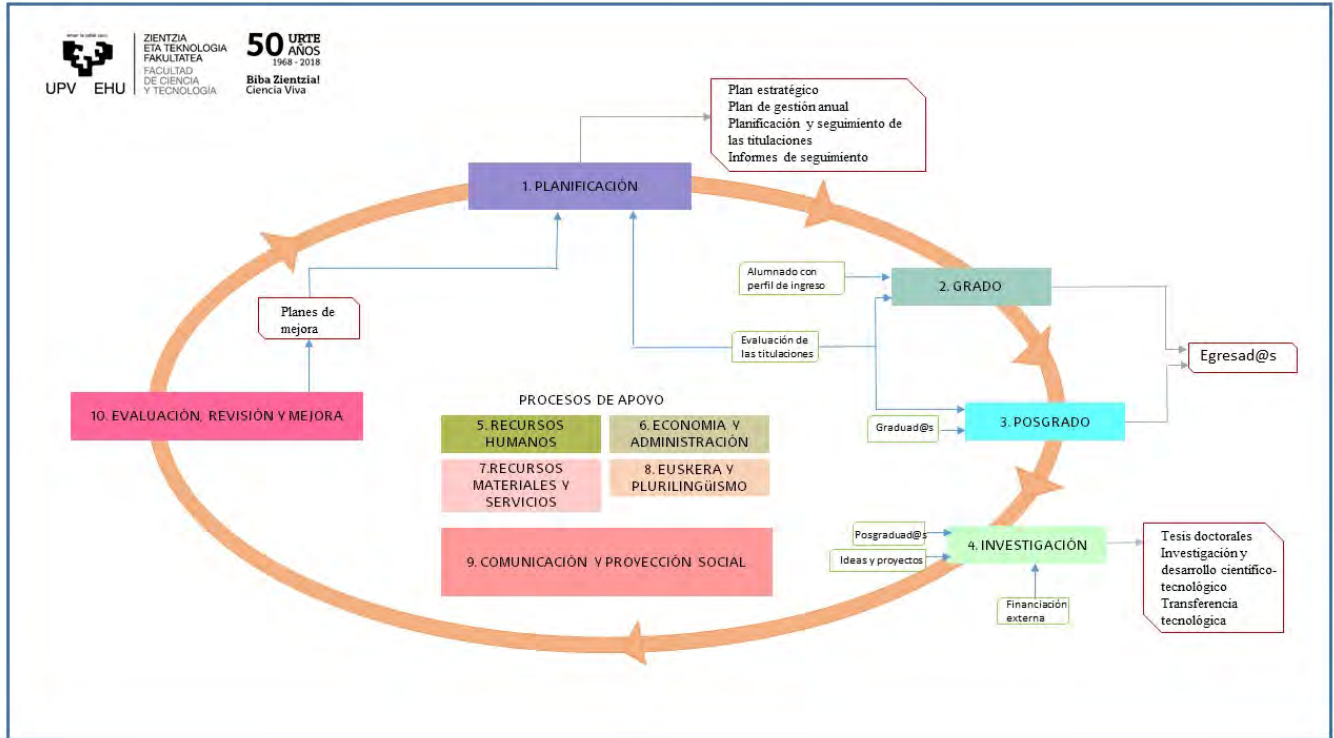 ZIENTZIA
ETA TEKNOLOGIA
FAKULTATEA
FACULTAD
DE CIENCIA
Y TECNOLOGÍA
UPV EHU
50 URTE
AÑOS
1968 - 2018
Biba Zientzia!
Ciencia Viva
Plan estratégico
Plan de gestión anual
Planificación y seguimiento de
las titulaciones
Informes de seguimiento
1. PLANIFICACIÓN
Alumnado con
perfil de ingreso
2. GRADO
Planes de
mejora
Evaluación de
las titulaciones
Egresad@s
10. EVALUACIÓN, REVISIÓN Y MEJORA
PROCESOS DE APOYO
5. RECURSOS
HUMANOS
6. ECONOMIA Y
ADMINISTRACIÓN
Graduad@s
3. POSGRADO
7.RECURSOS
MATERIALES Y
SERVICIOS
8. EUSKERA Y
PLURILINGÜISMO
9. COMUNICACIÓN Y PROYECCIÓN SOCIAL
Posgraduad@s
Ideas y proyectos
4. INVESTIGACIÓN
Financiación
externa
Tesis doctorales
Investigación y
desarrollo científico-
tecnológico
Transferencia
tecnológica